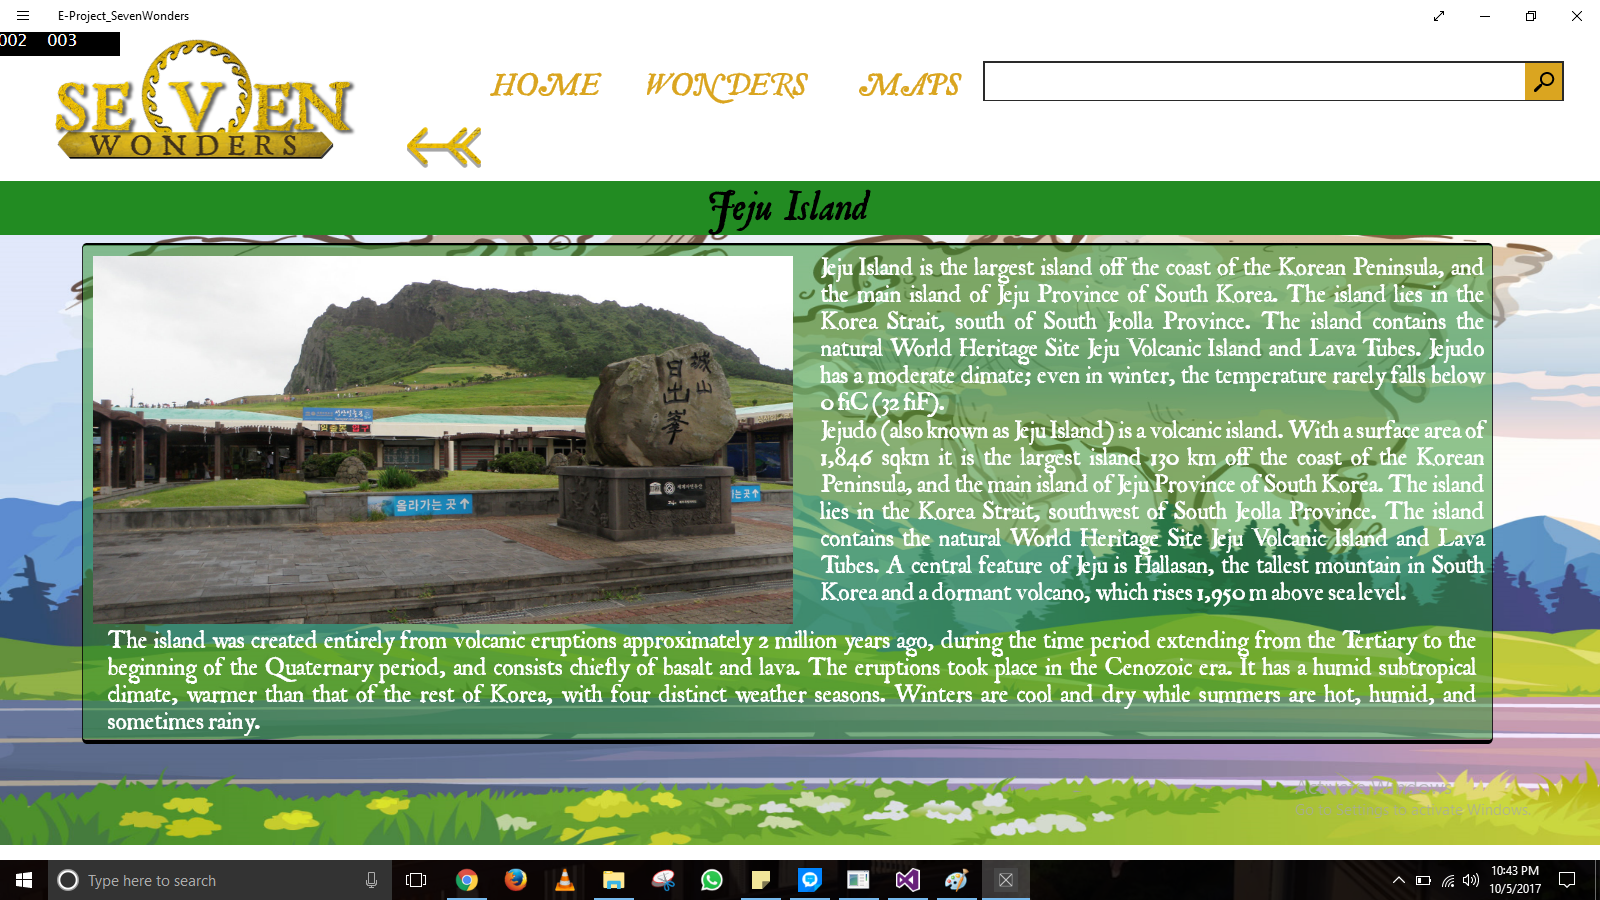 E-Project_SevenWonders
002 003
SEVEN
WONDERS
HOME WONDERS MAPS
Jeju Island
Jeju Island is the largest island off the coast of the Korean Peninsula, and
the main island of Jeju Province of South Korea. The island lies in the
Korea Strait, south of South Jeolla Province. The island contains the
natural World Heritage Site Jeju Volcanic Island and Lava Tubes. Jejudo
has a moderate climate; even in winter, the temperature rarely falls below
0 fiC (32 fiF).
Jejudo (also known as Jeju Island) is a volcanic island. With a surface area of
1,846 sqkm it is the largest island 130 km off the coast of the Korean
Peninsula, and the main island of Jeju Province of South Korea. The island
lies in the Korea Strait, southwest of South Jeolla Province. The island
contains the natural World Heritage Site Jeju Volcanic Island and Lava
Tubes. A central feature of Jeju is Hallasan, the tallest mountain in South
Korea and a dormant volcano, which rises 1,950 m above sea level.
城山
日出峯
올라가는 곳
는 곳
The island was created entirely from volcanic eruptions approximately 2 million years ago, during the time period extending from the Tertiary to the
beginning of the Quaternary period, and consists chiefly of basalt and lava. The eruptions took place in the Cenozoic era. It has a humid subtropical
climate, warmer than that of the rest of Korea, with four distinct weather seasons. Winters are cool and dry while summers are hot, humid, and
sometimes rainy.
Activate Windows
Go to Settings to activate Windows.
Type here to search
10:43 PM
10/5/2017